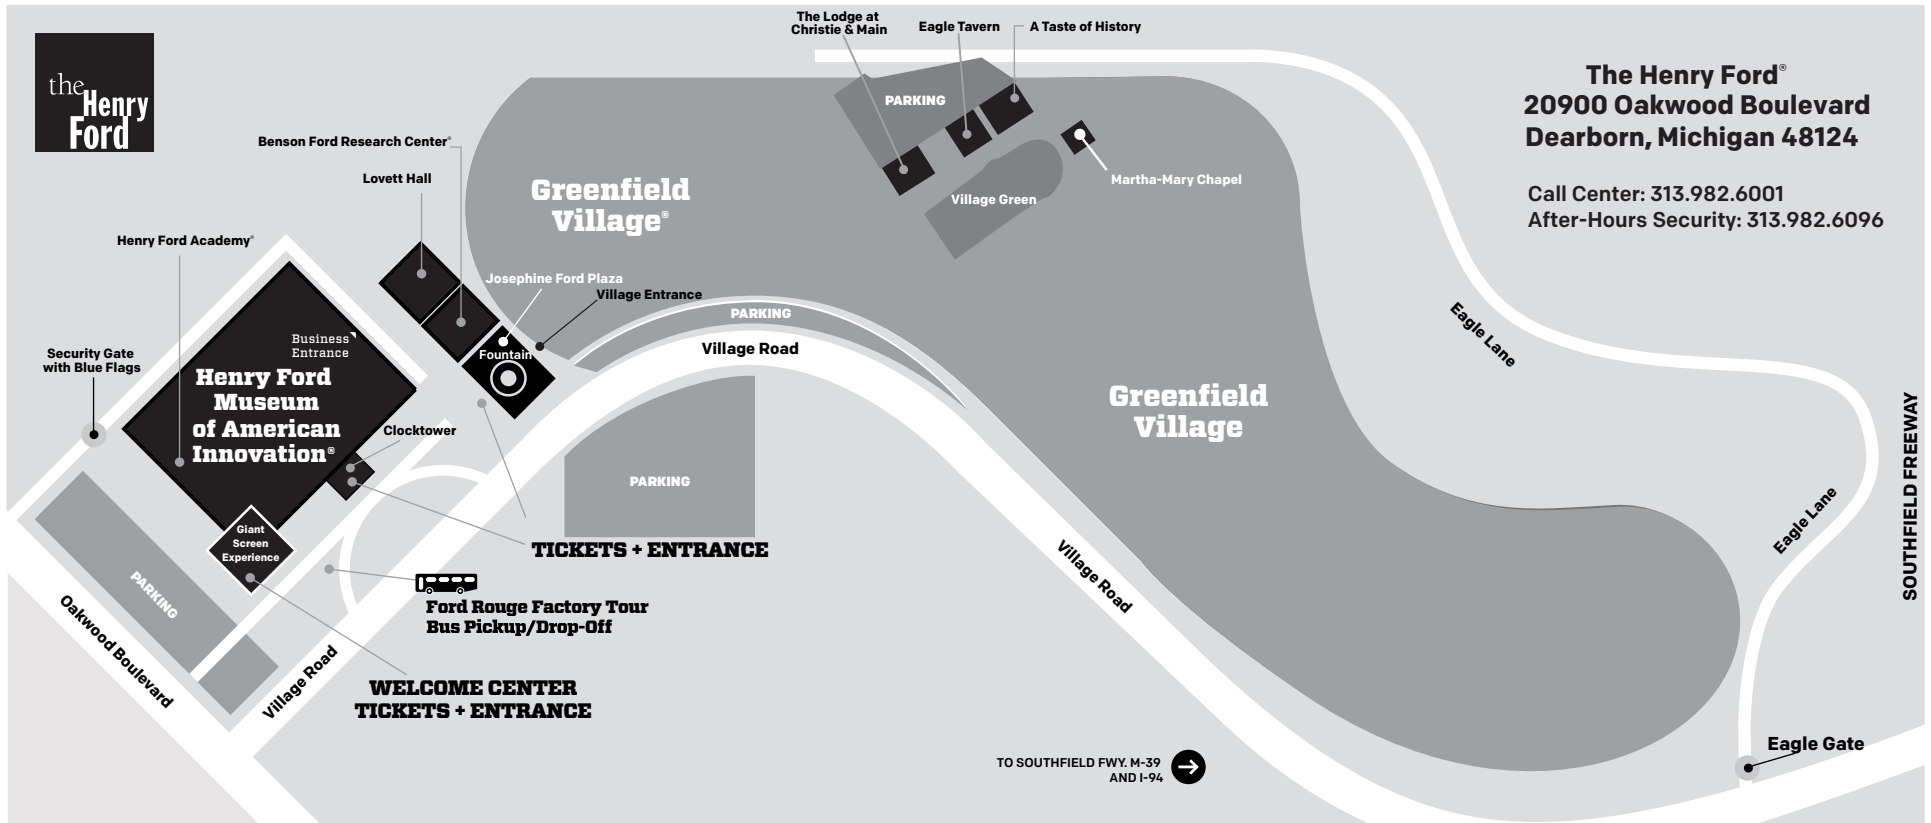 the
Henry
Ford
The Lodge at
Christie & Main
Eagle Tavern
A Taste of History
PARKING
Martha-Mary Chapel
Village Green
The Henry Ford®
20900 Oakwood Boulevard
Dearborn, Michigan 48124
Call Center: 313.982.6001
After-Hours Security: 313.982.6096
Benson Ford Research Center®
Lovett Hall
Henry Ford Academy®
Greenfield
Village®
Josephine Ford Plaza
Village Entrance
Fountain
PARKING
Village Road
Security Gate
with Blue Flags
Business
Entrance
Henry Ford
Museum
of American
Innovation®
Clocktower
Giant
Screen
Experience
PARKING
TICKETS + ENTRANCE
Ford Rouge Factory Tour
Bus Pickup/Drop-Off
WELCOME CENTER
TICKETS + ENTRANCE
PARKING
Oakwood Boulevard
Village Road
Greenfield
Village
Village Road
Eagle Lane
Eagle Lane
SOUTHFIELD FREEWAY
Eagle Gate
TO SOUTHFIELD FWY. M-39
AND I-94